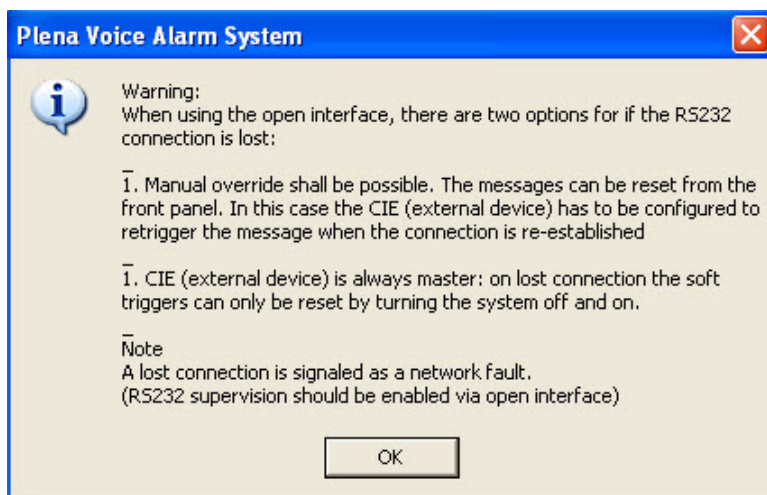 Plena Voice Alarm System
Warning:
When using the open interface, there are two options for if the RS232
connection is lost:
1. Manual override shall be possible. The messages can be reset from the
front panel. In this case the CIE (external device) has to be configured to
retrigger the message when the connection is re-established
1. CIE (external device) is always master: on lost connection the soft
triggers can only be reset by turning the system off and on.
Note
A lost connection is signaled as a network fault.
(RS232 supervision should be enabled via open interface)
OK